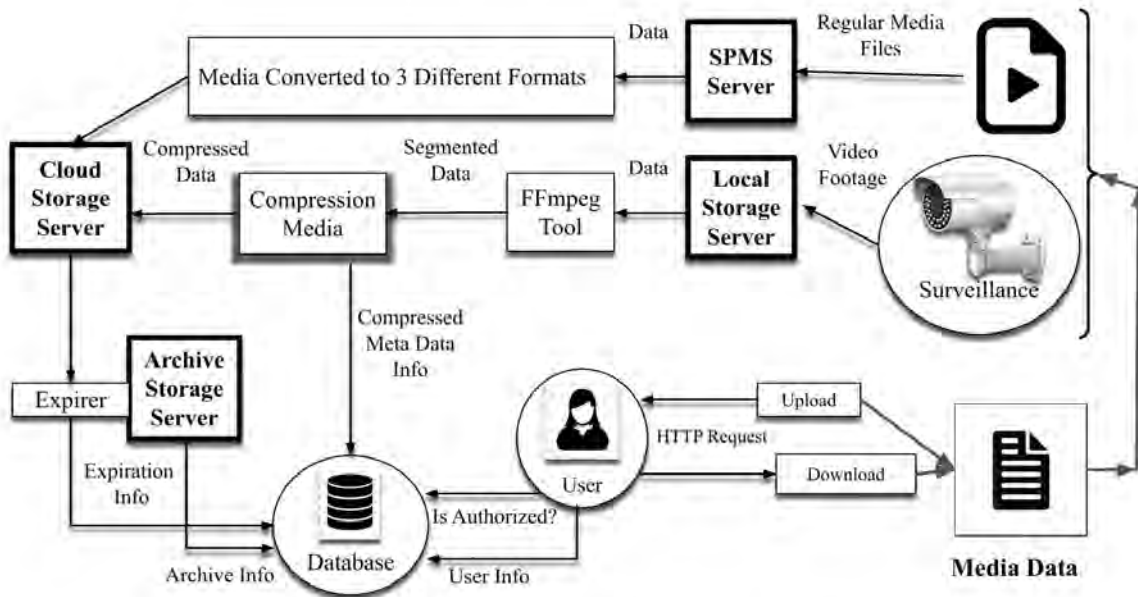 Regular Media
Files
Data
SPMS
Server
Media Converted to 3 Different Formats
Cloud
Storage
Server
Compressed
Data
Compression
Media
Segmented
Data
FFmpeg
Tool
Data
Local
Storage
Server
Video
Footage
Surveillance
Compressed
Meta Data
Info
Archive
Storage
Server
Expirer
Expiration
Info
Archive Info
Database
Is Authorized?
User Info
User
HTTP Request
Upload
Download
Media Data